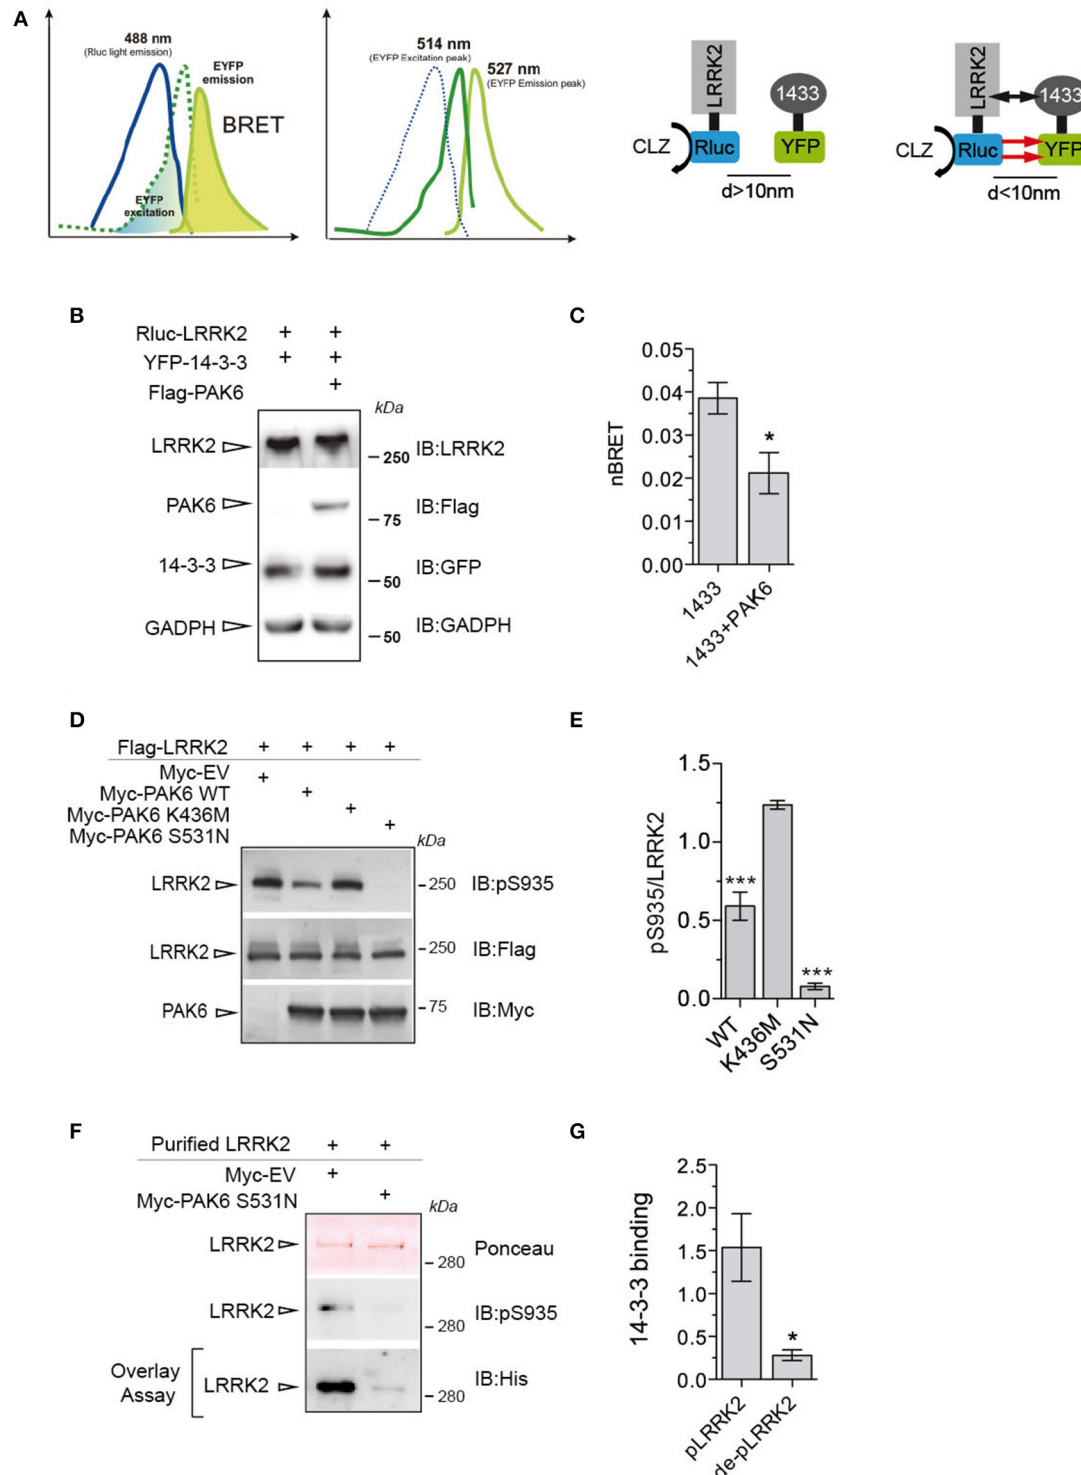 A
488 nm
(Rluc light emission)
EYFP
emission
BRET
EYFP
excitation
514 nm
(EYFP Excitation peak)
527 nm
(EYFP Emission peak)
LRRK2
1433
CLZ
Rluc
YFP
d>10nm
LRRK2
1433
CLZ
Rluc
YFP
d<10nm
B
Rluc-LRRK2 + +
YFP-14-3-3 + +
Flag-PAK6 +
kDa
LRRK2
250
IB:LRRK2
PAK6
75
IB:Flag
14-3-3
50
IB:GFP
GADPH
50
IB:GADPH
C
nBRET
0.05
0.04
0.03
0.02
0.01
0.00
*
1433
1433+PAK6
D
Flag-LRRK2 + + + +
Myc-EV +
Myc-PAK6 WT +
Myc-PAK6 K436M +
Myc-PAK6 S531N +
kDa
LRRK2
250
IB:pS935
LRRK2
250
IB:Flag
PAK6
75
IB:Myc
E
pS935/LRRK2
1.5
1.0
0.5
0.0
***
***
WT
K436M
S531N
F
Purified LRRK2 + +
Myc-EV +
Myc-PAK6 S531N +
kDa
LRRK2
280
Ponceau
LRRK2
280
IB:pS935
Overlay
Assay
LRRK2
280
IB:His
G
14-3-3 binding
2.5
2.0
1.5
1.0
0.5
0.0
*
pLRRK2
de-pLRRK2